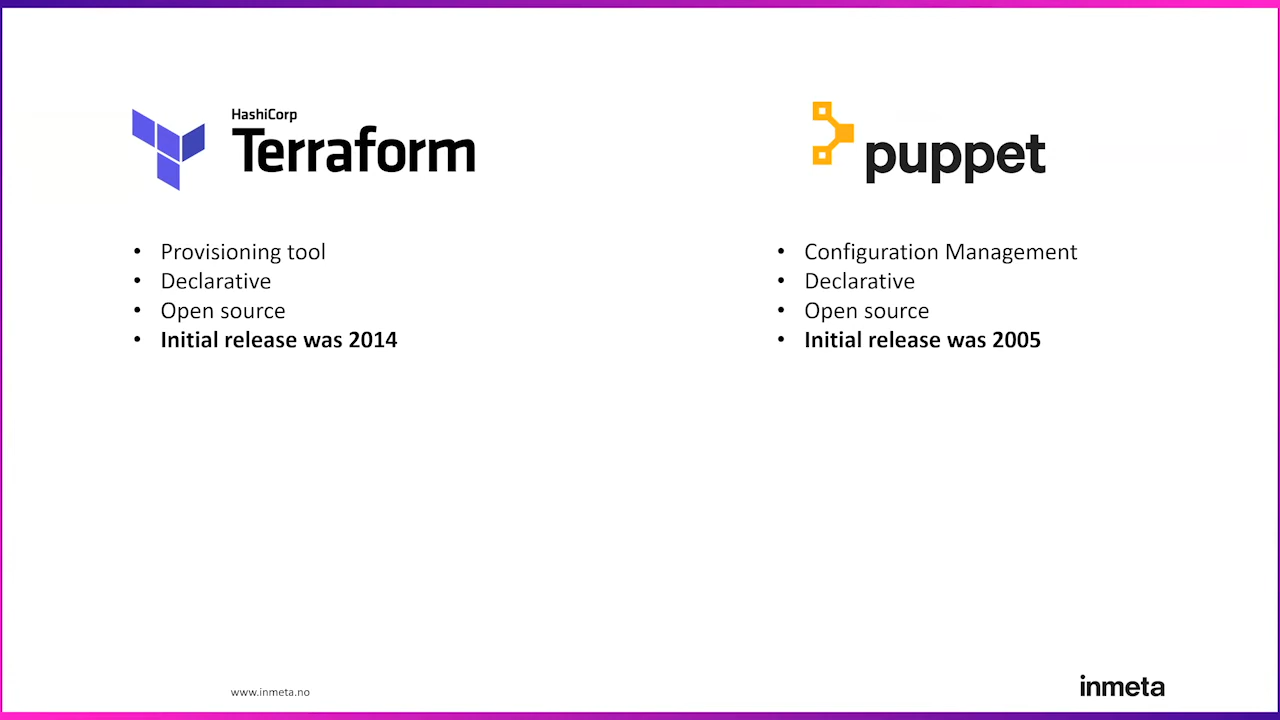 HashiCorp
Terraform
• Provisioning tool
• Declarative
• Open source
• Initial release was 2014
puppet
• Configuration Management
• Declarative
• Open source
• Initial release was 2005
www.inmeta.no
inmeta